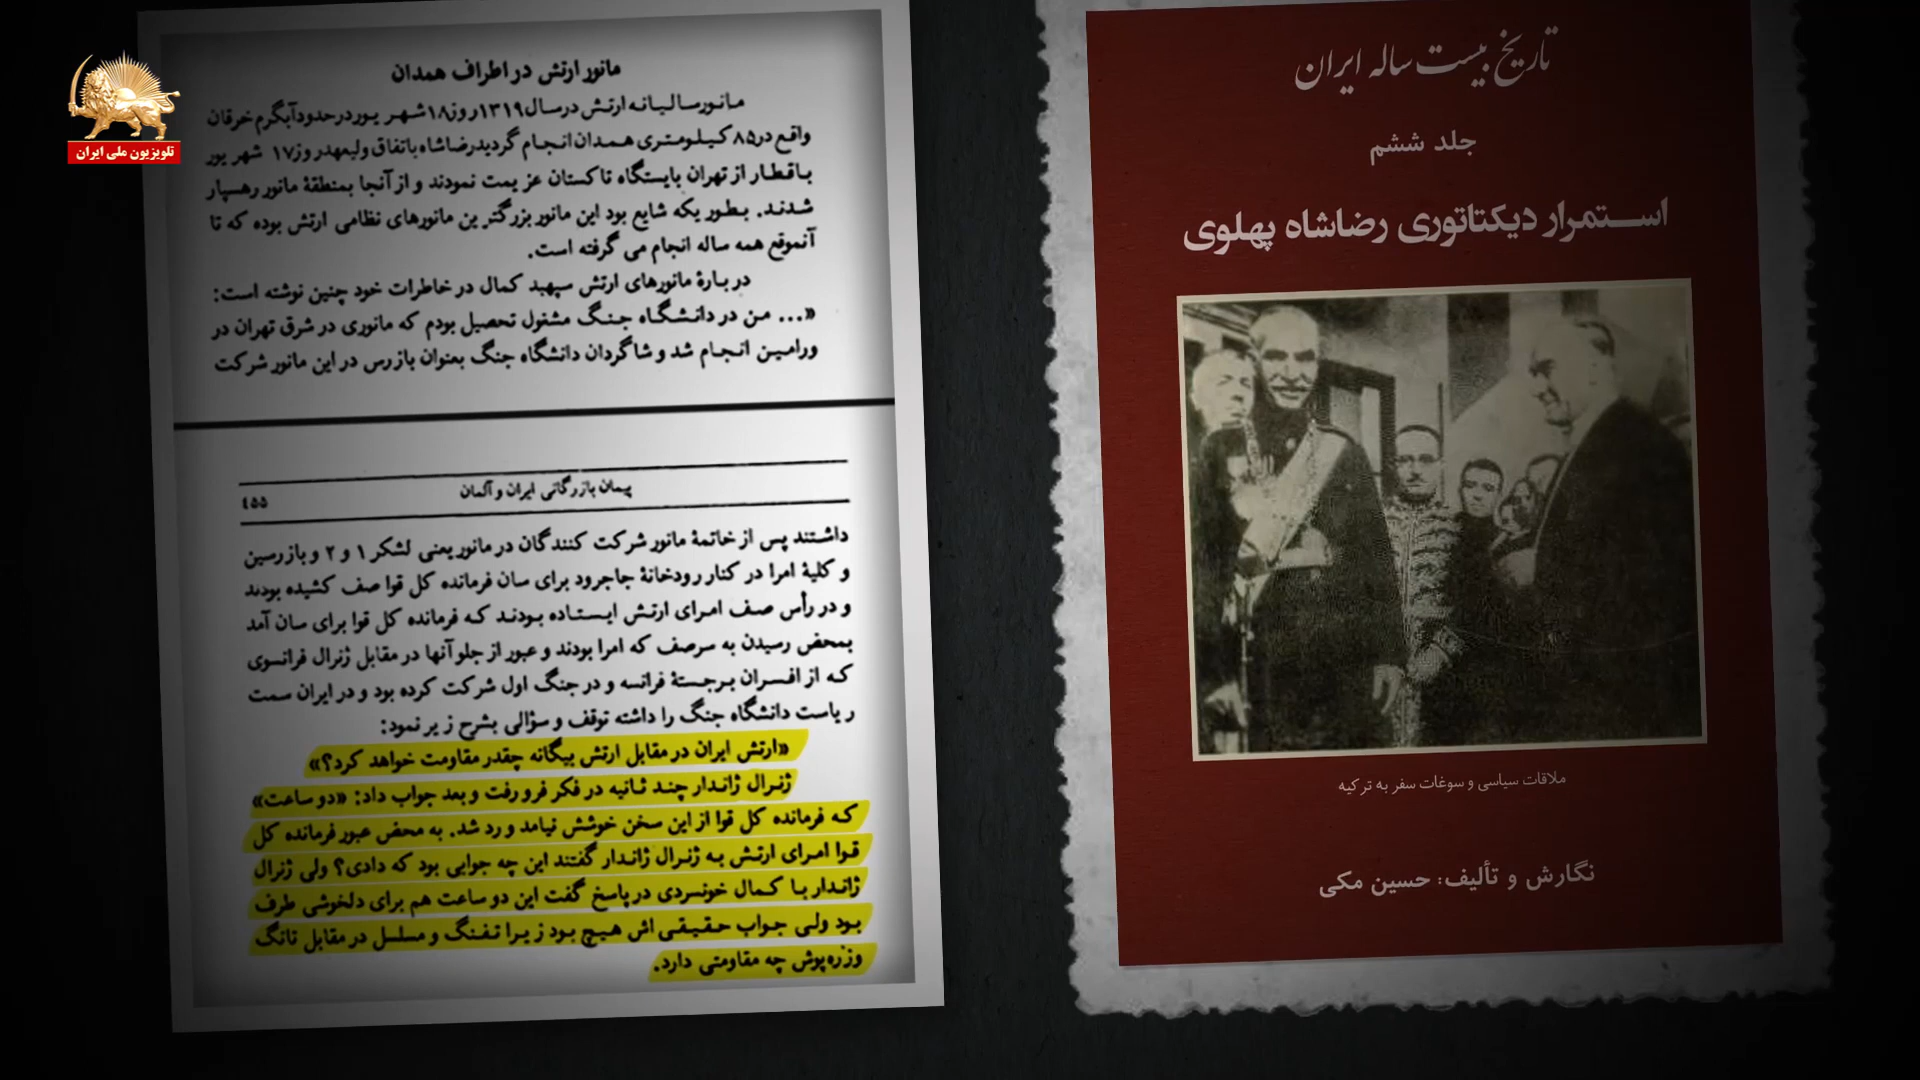 تلویزیون ملی ایران
مانور ارتش در اطراف همدان
مانور سالیانه ارتش در سال ۱۳۱۹ روز ۱۸ شهریور در حدود آبگرم خرقان
واقع در ۸۵ کیلومتری همدان انجام گردید رضاشاه باتفاق ولیعهد روز ۱۷ شهریور
باقطار از تهران بایستگاه تاکستان عزیمت نمودند و از آنجا بمنطقهٔ مانور رهسپار
شدند. بطوریکه شایع بود این مانور بزرگترین مانورهای نظامی ارتش بوده که تا
آنموقع همه ساله انجام می گرفته است.
دربارهٔ مانورهای ارتش سپهبد کمال در خاطرات خود چنین نوشته است:
«... من در دانشگاه جنگ مشغول تحصیل بودم که مانوری در شرق تهران در
ورامین انجام شد و شاگردان دانشگاه جنگ بعنوان بازرس در این مانور شرکت
پیمان بازرگانی ایران و آلمان ۴۵۵
داشتند پس از خاتمهٔ مانور شرکت کنندگان در مانور یعنی لشکر ۱ و ۲ و بازرسین
و کلیهٔ امرا در کنار رودخانهٔ جاجرود برای سان فرمانده کل قوا صف کشیده بودند
و در رأس صف امرای ارتش ایستاده بودند که فرمانده کل قوا برای سان آمد
بمحض رسیدن به سرصف که امرا بودند و عبور از جلو آنها در مقابل ژنرال فرانسوی
که از افسران برجستهٔ فرانسه و در جنگ اول شرکت کرده بود و در ایران سمت
ریاست دانشگاه جنگ را داشته توقف و سؤالی بشرح زیر نمود:
«ارتش ایران در مقابل ارتش بیگانه چقدر مقاومت خواهد کرد؟»
ژنرال ژاندار چند ثانیه در فکر فرو رفت و بعد جواب داد: «دو ساعت»
که فرمانده کل قوا از این سخن خوشش نیامد و رد شد. به محض عبور فرمانده کل
قوا امرای ارتش به ژنرال ژاندار گفتند این چه جوابی بود که دادی؟ ولی ژنرال
ژاندار با کمال خونسردی در پاسخ گفت این دو ساعت هم برای دلخوشی طرف
بود ولی جواب حقیقی اش هیچ بود زیرا تفنگ و مسلسل در مقابل تانگ
وزره‌پوش چه مقاومتی دارد.
تاریخ بیست ساله ایران
جلد ششم
استمرار دیکتاتوری رضاشاه پهلوی
ملاقات سیاسی و سوغات سفر به ترکیه
نگارش و تألیف: حسین مکی